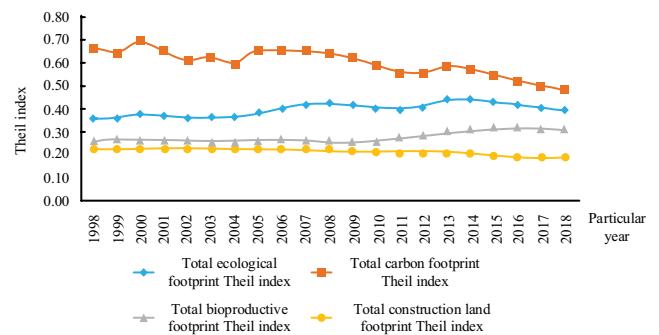 0.80
0.70
0.60
0.50
0.40
0.30
0.20
0.10
0.00
Theil index
1998 1999 2000 2001 2002 2003 2004 2005 2006 2007 2008 2009 2010 2011 2012 2013 2014 2015 2016 2017 2018
Particular
year
Total ecological
footprint Theil index
Total carbon footprint
Theil index
Total bioproductive
footprint Theil index
Total construction land
footprint Theil index